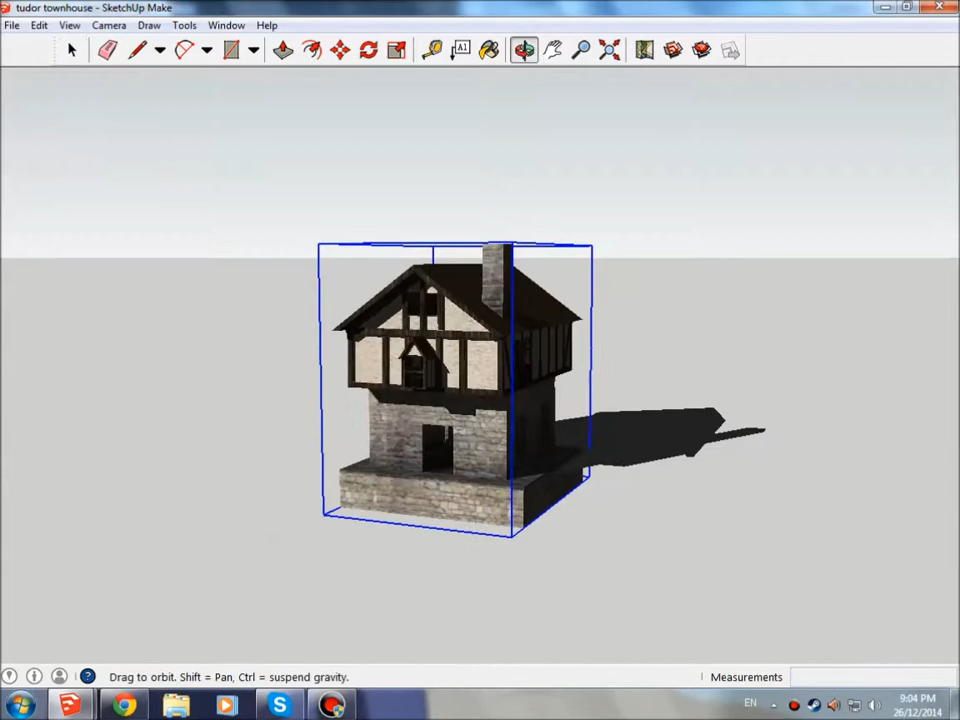 tudor townhouse - SketchUp Make
File Edit View Camera Draw Tools Window Help
A1
Drag to orbit. Shift = Pan, Ctrl = suspend gravity.
Measurements
EN
9:04 PM
26/12/2014